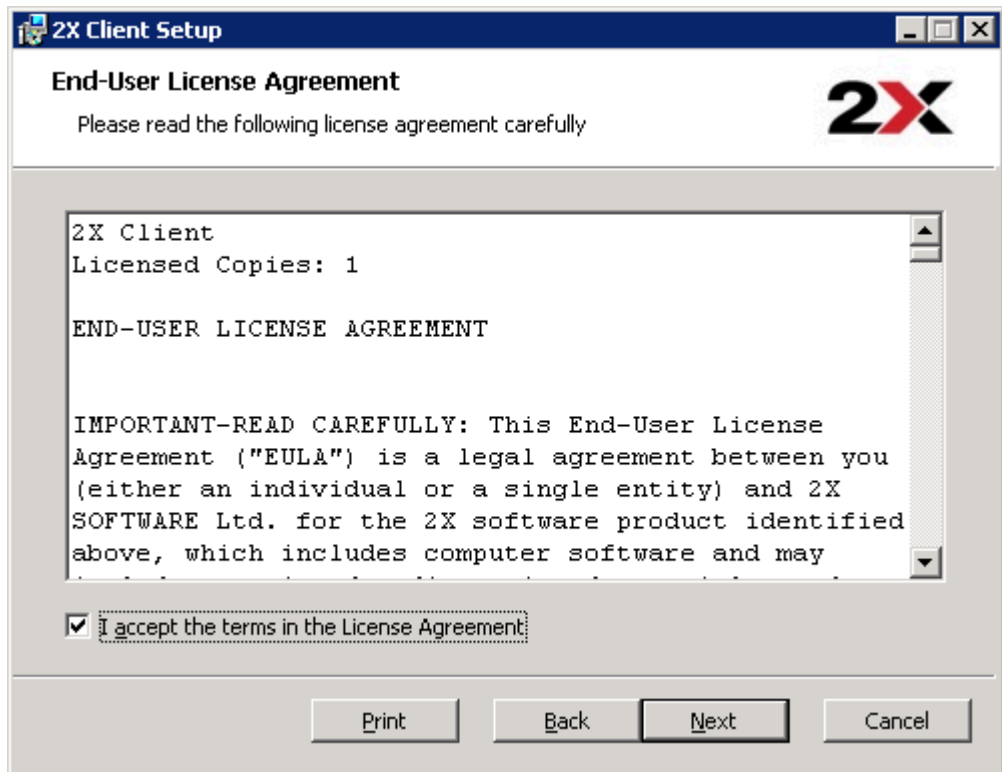 2X Client Setup
End-User License Agreement
Please read the following license agreement carefully
2X
2X Client
Licensed Copies: 1
END-USER LICENSE AGREEMENT
IMPORTANT-READ CAREFULLY: This End-User License
Agreement ("EULA") is a legal agreement between you
(either an individual or a single entity) and 2X
SOFTWARE Ltd. for the 2X software product identified
above, which includes computer software and may
I accept the terms in the License Agreement
Print
Back
Next
Cancel